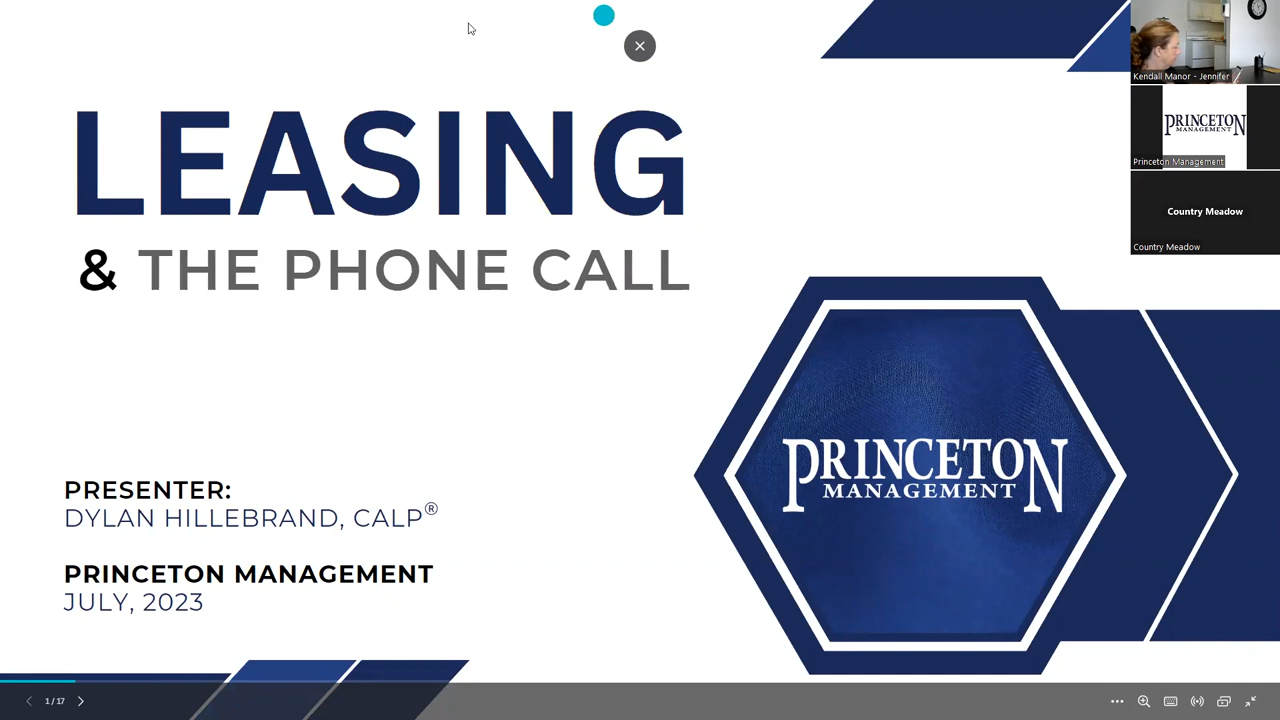 LEASING
& THE PHONE CALL
PRESENTER:
DYLAN HILLEBRAND, CALP®
PRINCETON MANAGEMENT
JULY, 2023
PRINCETON
MANAGEMENT
Kendall Manor - Jennifer
PRINCETON
MANAGEMENT
Princeton Management
Country Meadow
Country Meadow
1 / 17